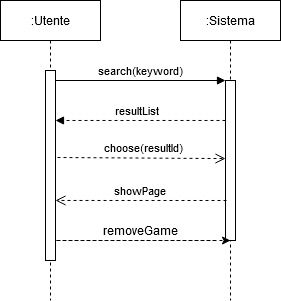 :Utente
:Sistema
search(keyword)
resultList
choose(resultId)
showPage
removeGame